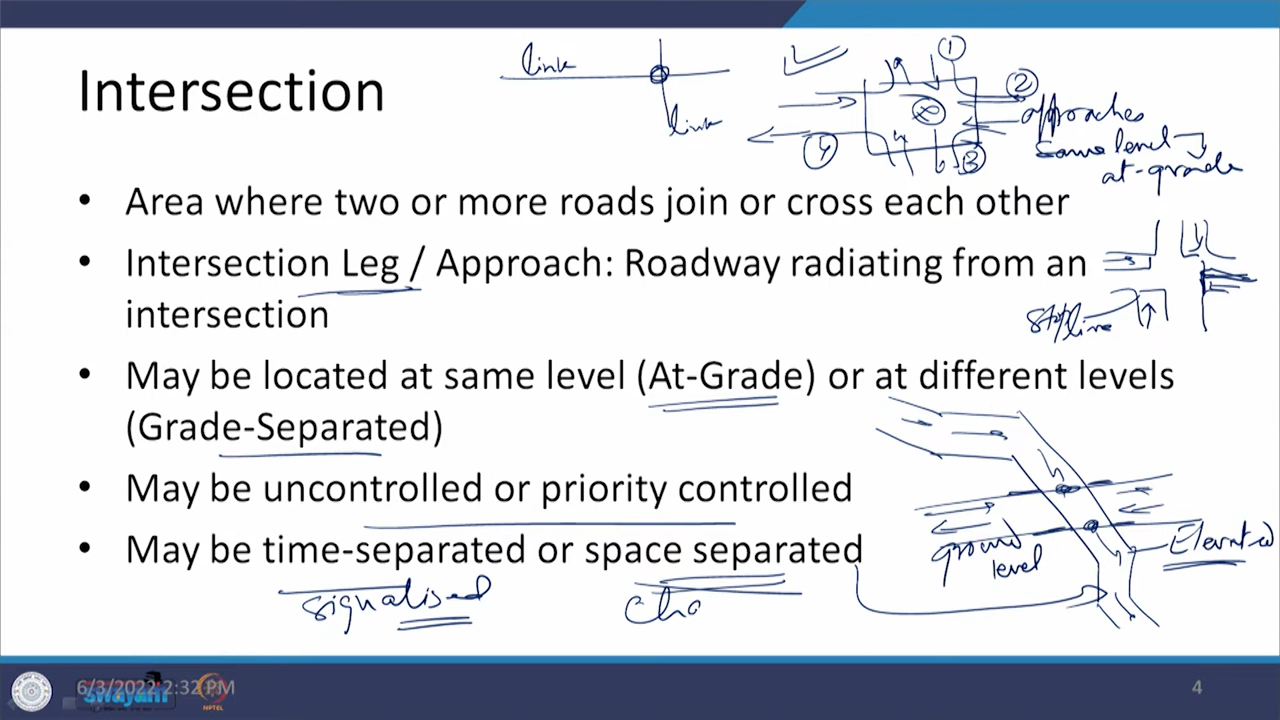 Intersection
link
link
①
②
③
④
approaches
Same level
at-grade
• Area where two or more roads join or cross each other
• Intersection Leg / Approach: Roadway radiating from an
intersection
Stop line
• May be located at same level (At-Grade) or at different levels
(Grade-Separated)
• May be uncontrolled or priority controlled
• May be time-separated or space separated
ground
level
Elevated
signalised
Cha
6/3/2022 2:32 PM
swayam
NPTEL
4